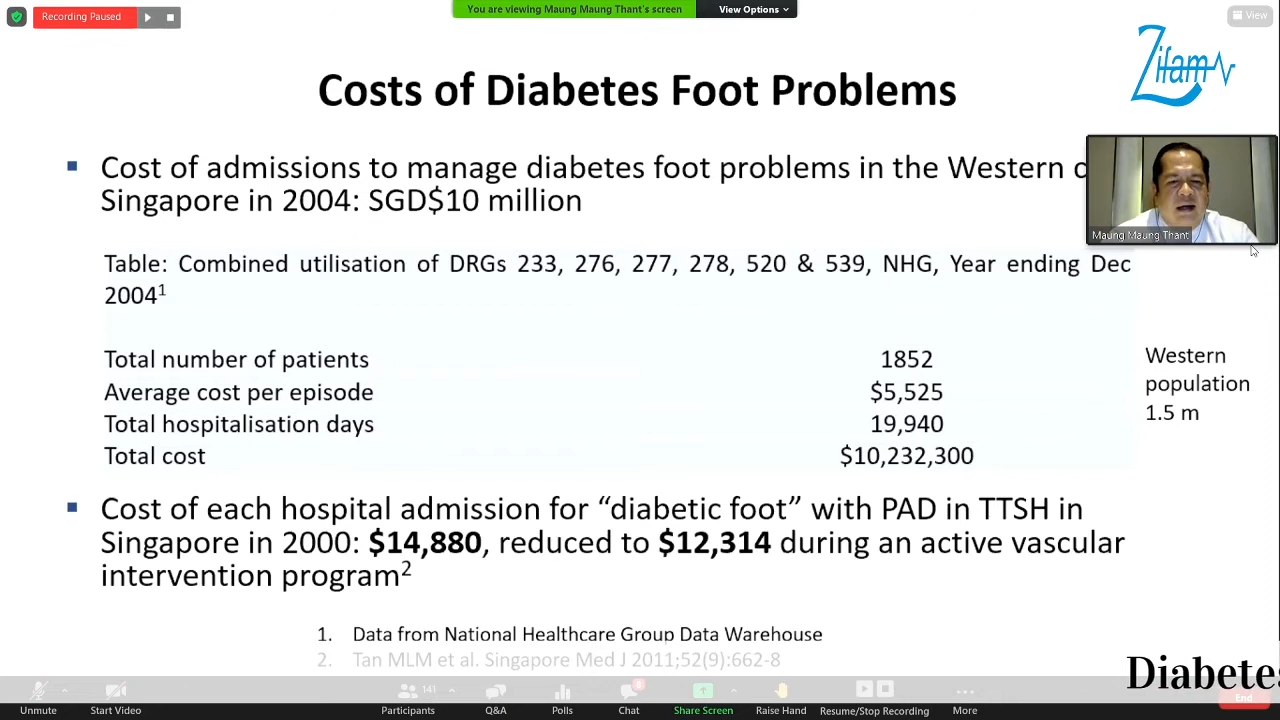 Recording Paused
You are viewing Maung Maung Thant's screen
View Options
View
Zifam
Costs of Diabetes Foot Problems
Cost of admissions to manage diabetes foot problems in the Western
Singapore in 2004: SGD$10 million
Maung Maung Thant
Table: Combined utilisation of DRGs 233, 276, 277, 278, 520 & 539, NHG, Year ending Dec
2004¹
Total number of patients 1852
Average cost per episode $5,525
Total hospitalisation days 19,940
Total cost $10,232,300
Western
population
1.5 m
Cost of each hospital admission for “diabetic foot” with PAD in TTSH in
Singapore in 2000: $14,880, reduced to $12,314 during an active vascular
intervention program²
1. Data from National Healthcare Group Data Warehouse
2. Tan MLM et al. Singapore Med J 2011;52(9):662-8
Diabete
141
8
Unmute
Start Video
Participants
Q&A
Polls
Chat
Share Screen
Raise Hand
Resume/Stop Recording
More
End